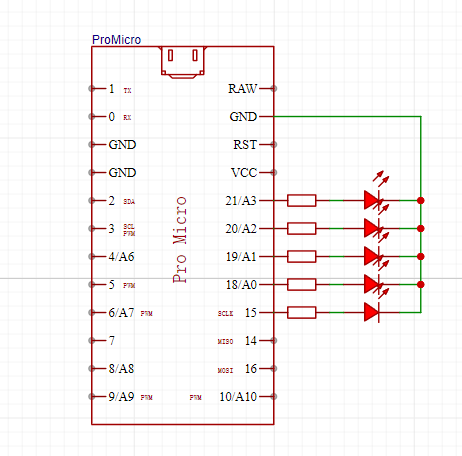 ProMicro
1 TX RAW
0 RX GND
GND RST
GND VCC
2 SDA 21/A3
3 SCL PWM 20/A2
4/A6 19/A1
5 PWM 18/A0
6/A7 PWM SCLK 15
7 MISO 14
8/A8 MOSI 16
9/A9 PWM PWM 10/A10
Pro Micro